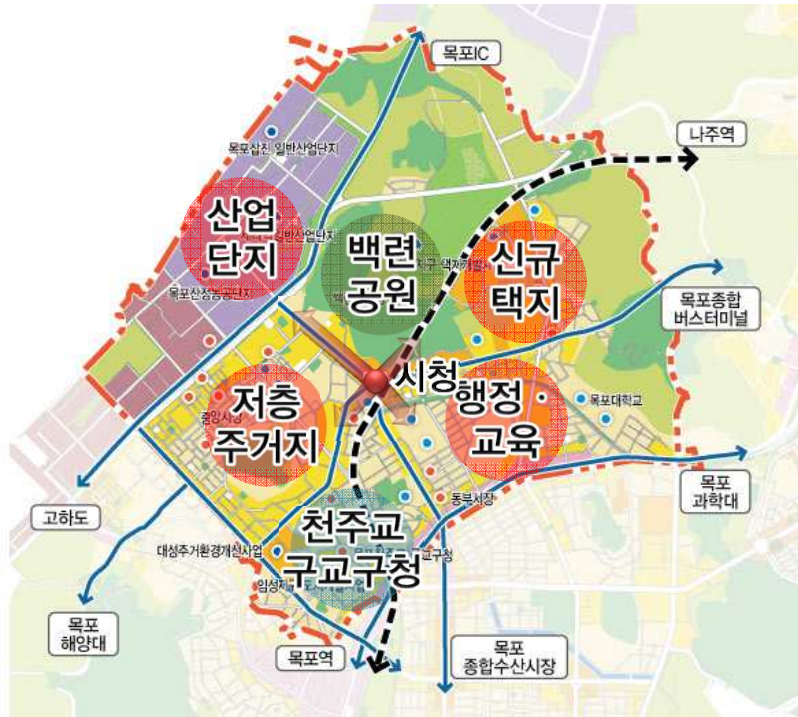 목포IC
나주역
목포삽진 일반산업단지
산업
단지
일반산업단지
백련
공원
신규
택지
목포산정농공단지
목포종합
버스터미널
시청
저층
주거지
중앙시장
행정·
교육
목포대학교
고하도
동부시장
목포
과학대
천주교
구교구청
대성주거환경개선사업
교구청
목포
해양대
목포역
목포
종합수산시장